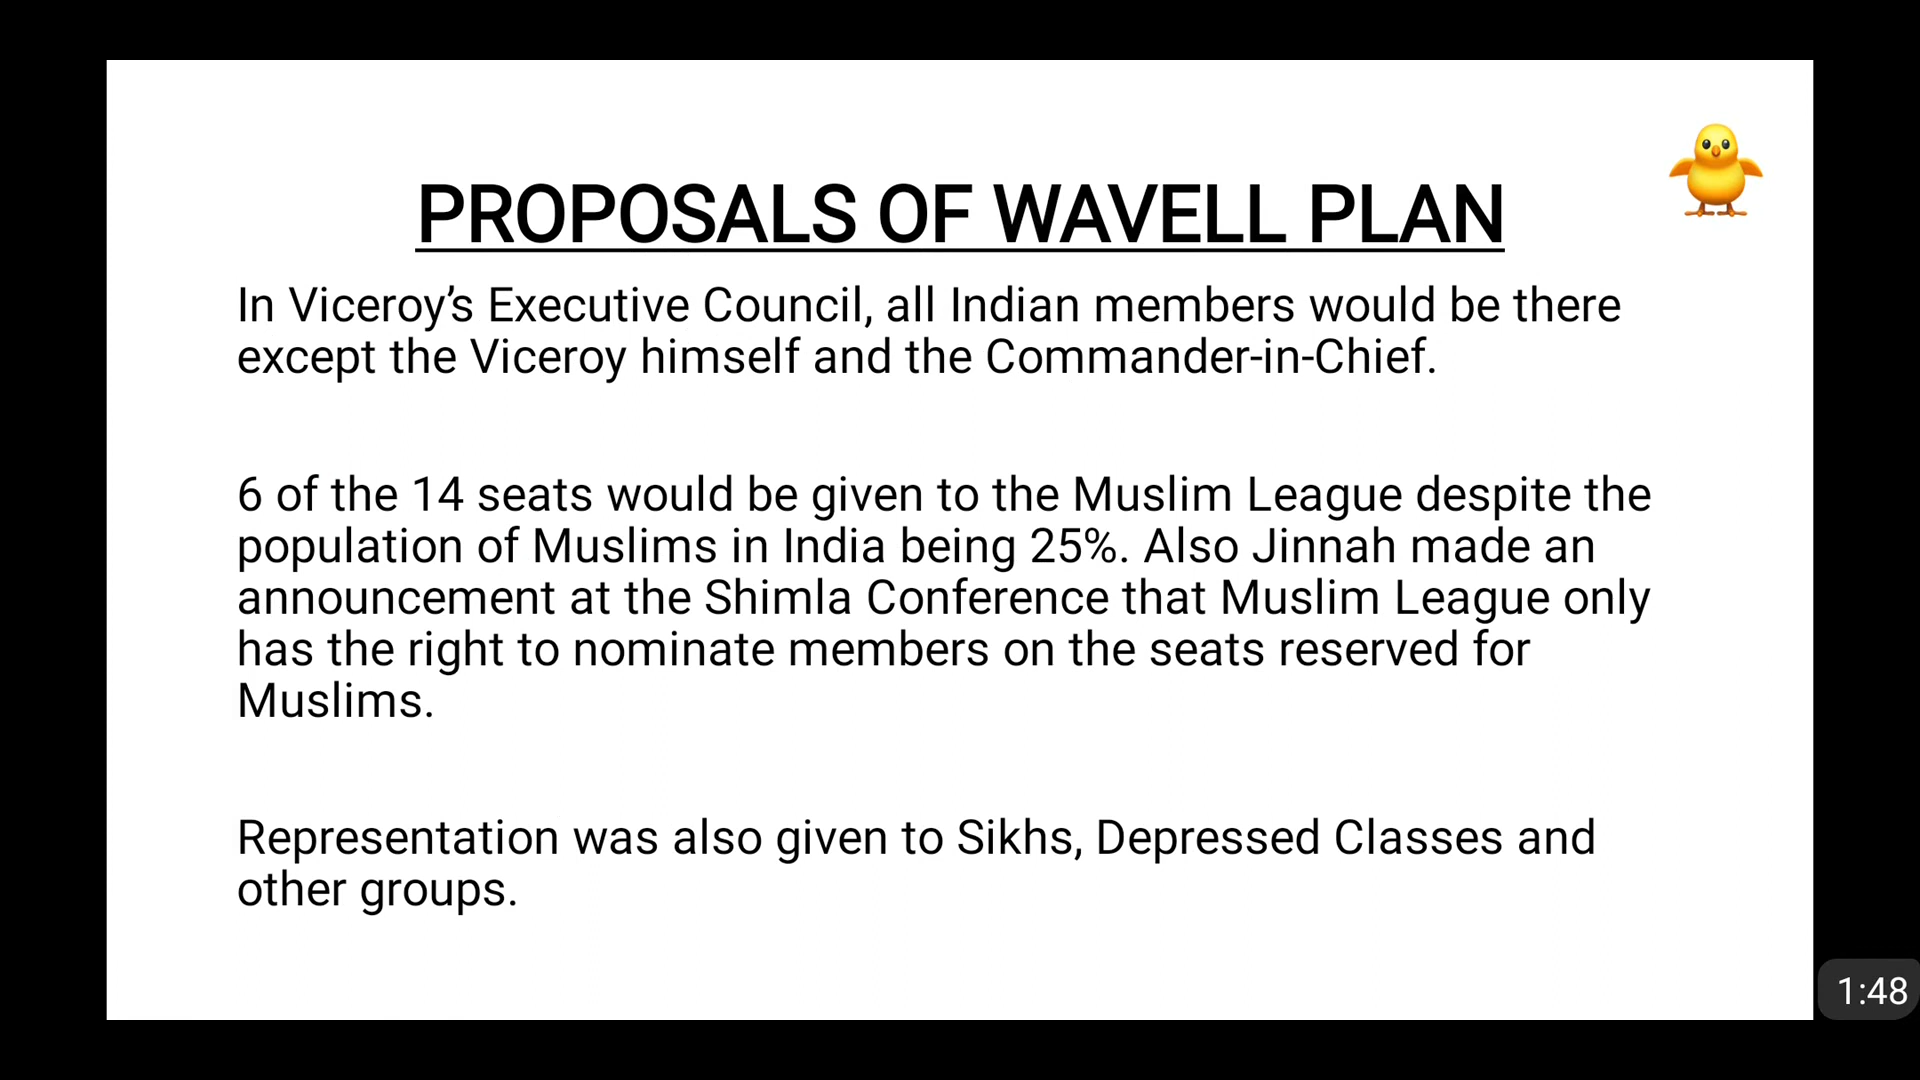 PROPOSALS OF WAVELL PLAN
In Viceroy’s Executive Council, all Indian members would be there
except the Viceroy himself and the Commander-in-Chief.
6 of the 14 seats would be given to the Muslim League despite the
population of Muslims in India being 25%. Also Jinnah made an
announcement at the Shimla Conference that Muslim League only
has the right to nominate members on the seats reserved for
Muslims.
Representation was also given to Sikhs, Depressed Classes and
other groups.
1:48